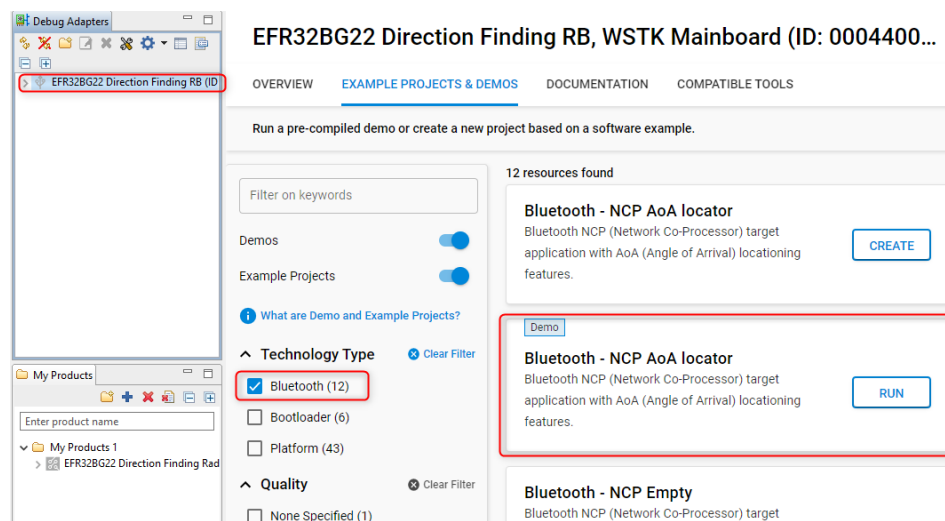 Debug Adapters
EFR32BG22 Direction Finding RB (ID
My Products
Enter product name
My Products 1
EFR32BG22 Direction Finding Rad
EFR32BG22 Direction Finding RB, WSTK Mainboard (ID: 0004400...
OVERVIEW EXAMPLE PROJECTS & DEMOS DOCUMENTATION COMPATIBLE TOOLS
Run a pre-compiled demo or create a new project based on a software example.
Filter on keywords
Demos
Example Projects
What are Demo and Example Projects?
Technology Type Clear Filter
Bluetooth (12)
Bootloader (6)
Platform (43)
Quality Clear Filter
None Specified (1)
12 resources found
Bluetooth - NCP AoA locator
Bluetooth NCP (Network Co-Processor) target
application with AoA (Angle of Arrival) locationing
features.
CREATE
Demo
Bluetooth - NCP AoA locator
Bluetooth NCP (Network Co-Processor) target
application with AoA (Angle of Arrival) locationing
features.
RUN
Bluetooth - NCP Empty
Bluetooth NCP (Network Co-Processor) target